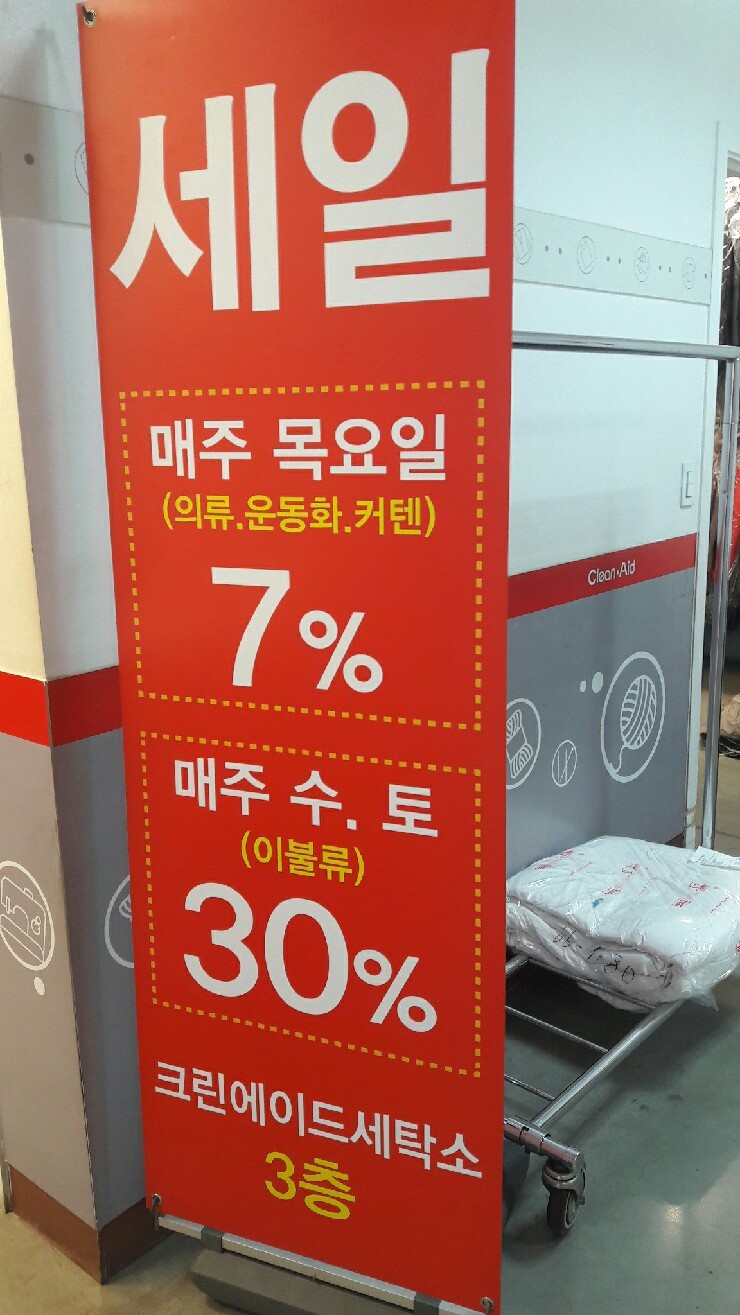 세일
매주 목요일
(의류.운동화.커텐)
7%
매주 수. 토
(이불류)
30%
크린에이드세탁소
3층
Clean·Aid